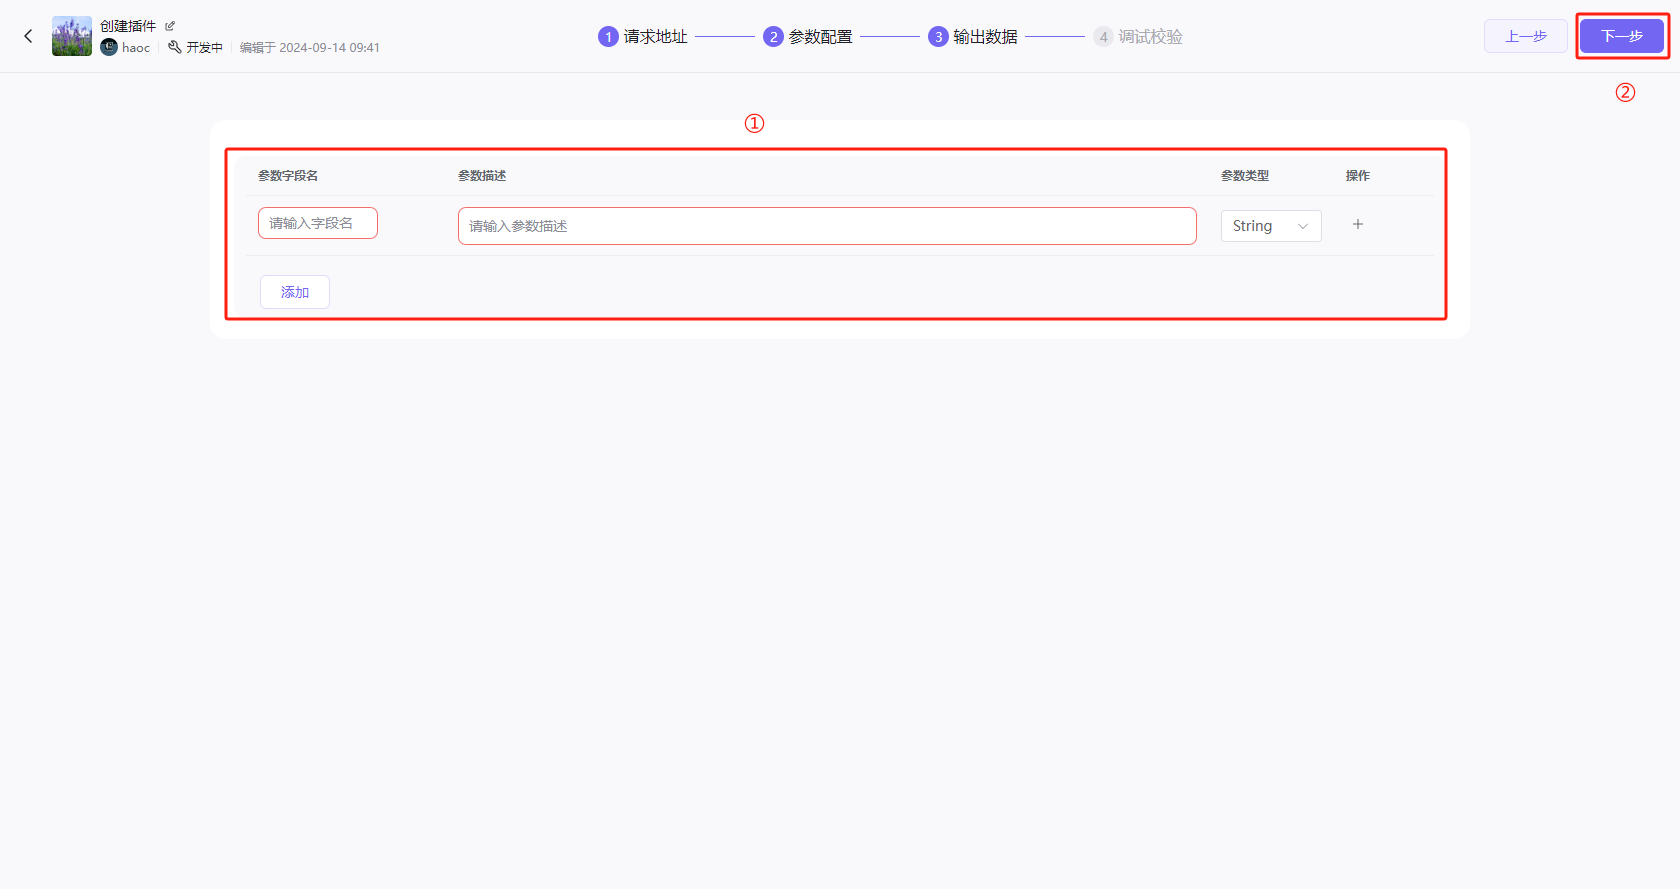 创建插件
haoc 开发中 编辑于 2024-09-14 09:41
1 请求地址 2 参数配置 3 输出数据 4 调试校验
上一步 下一步
②
①
参数字段名 参数描述 参数类型 操作
请输入字段名 请输入参数描述 String +
添加